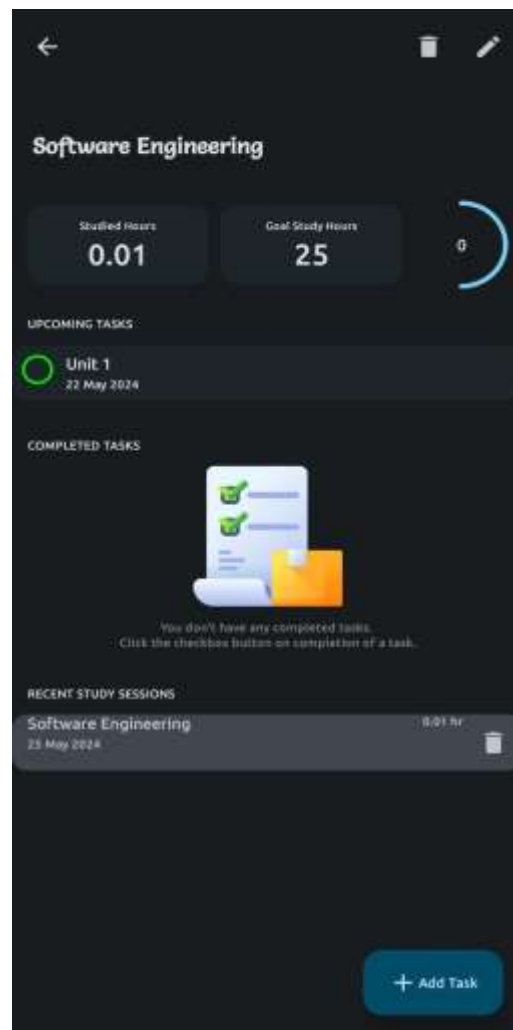 Software Engineering
Studied Hours
0.01
Goal Study Hours
25
0
UPCOMING TASKS
Unit 1
22 May 2024
COMPLETED TASKS
You don't have any completed tasks.
Click the checkbox button on completion of a task.
RECENT STUDY SESSIONS
Software Engineering
0.01 hr
23 May 2024
+ Add Task